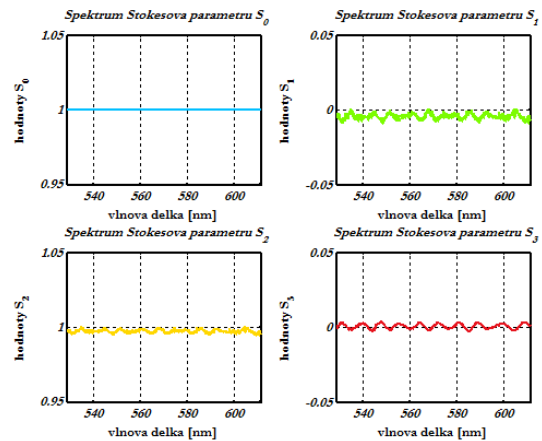 Spektrum Stokesova parametru S0
Spektrum Stokesova parametru S1
1.05
1
0.95
hodnoty S0
540 560 580 600
vlnova delka [nm]
0.05
0
-0.05
hodnoty S1
540 560 580 600
vlnova delka [nm]
Spektrum Stokesova parametru S2
Spektrum Stokesova parametru S3
1.05
1
0.95
hodnoty S2
540 560 580 600
vlnova delka [nm]
0.05
0
-0.05
hodnoty S3
540 560 580 600
vlnova delka [nm]